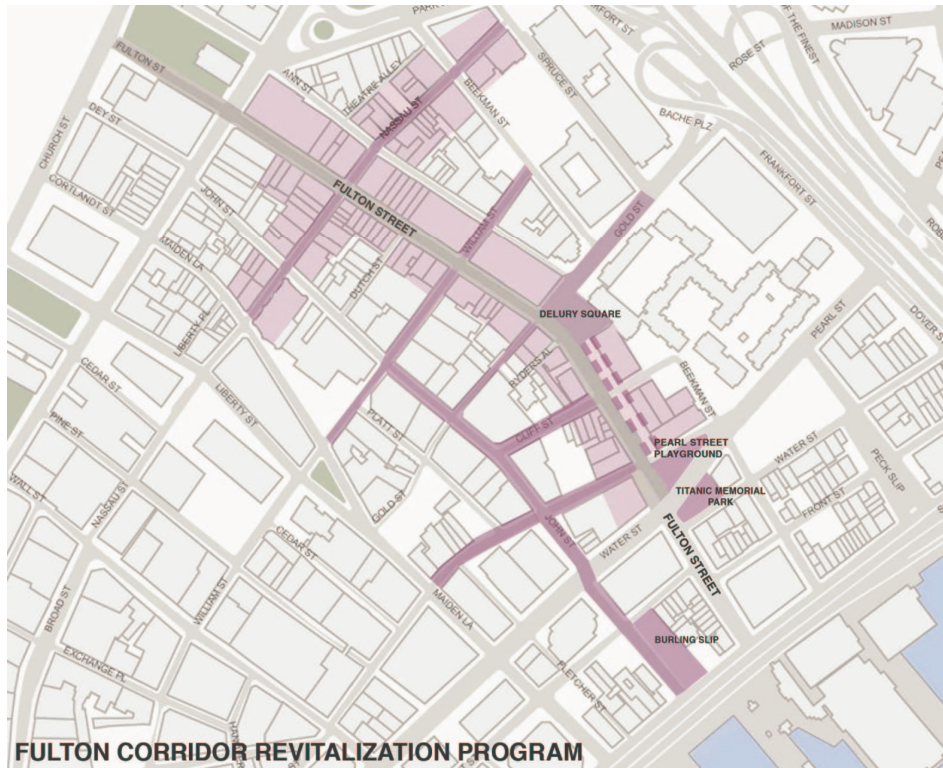 PARK
KFORT ST
OF THE FINEST
MADISON ST
FULTON ST
ROSE ST
ANN ST
THEATRE ALLEY
SPRUCE ST
BEEKMAN ST
NASSAU ST
DEY ST
CHURCH ST
BACHE PLZ
FRANKFORT ST
CORTLANDT ST
JOHN ST
FULTON STREET
WILLIAM ST
GOLD ST
MAIDEN LA
DUTCH ST
LIBERTY PL
DELURY SQUARE
PEARL ST
DOVER ST
CEDAR ST
RYDERS AL
BEEKMAN ST
LIBERTY ST
PINE ST
PLATT ST
CLIFF ST
PEARL STREET
PLAYGROUND
WATER ST
PECK SLIP
WALL ST
NASSAU ST
GOLD ST
TITANIC MEMORIAL
PARK
FRONT ST
JOHN ST
CEDAR ST
WATER ST
FULTON STREET
BROAD ST
WILLIAM ST
MAIDEN LA
BURLING SLIP
EXCHANGE PL
FLETCHER ST
FULTON CORRIDOR REVITALIZATION PROGRAM